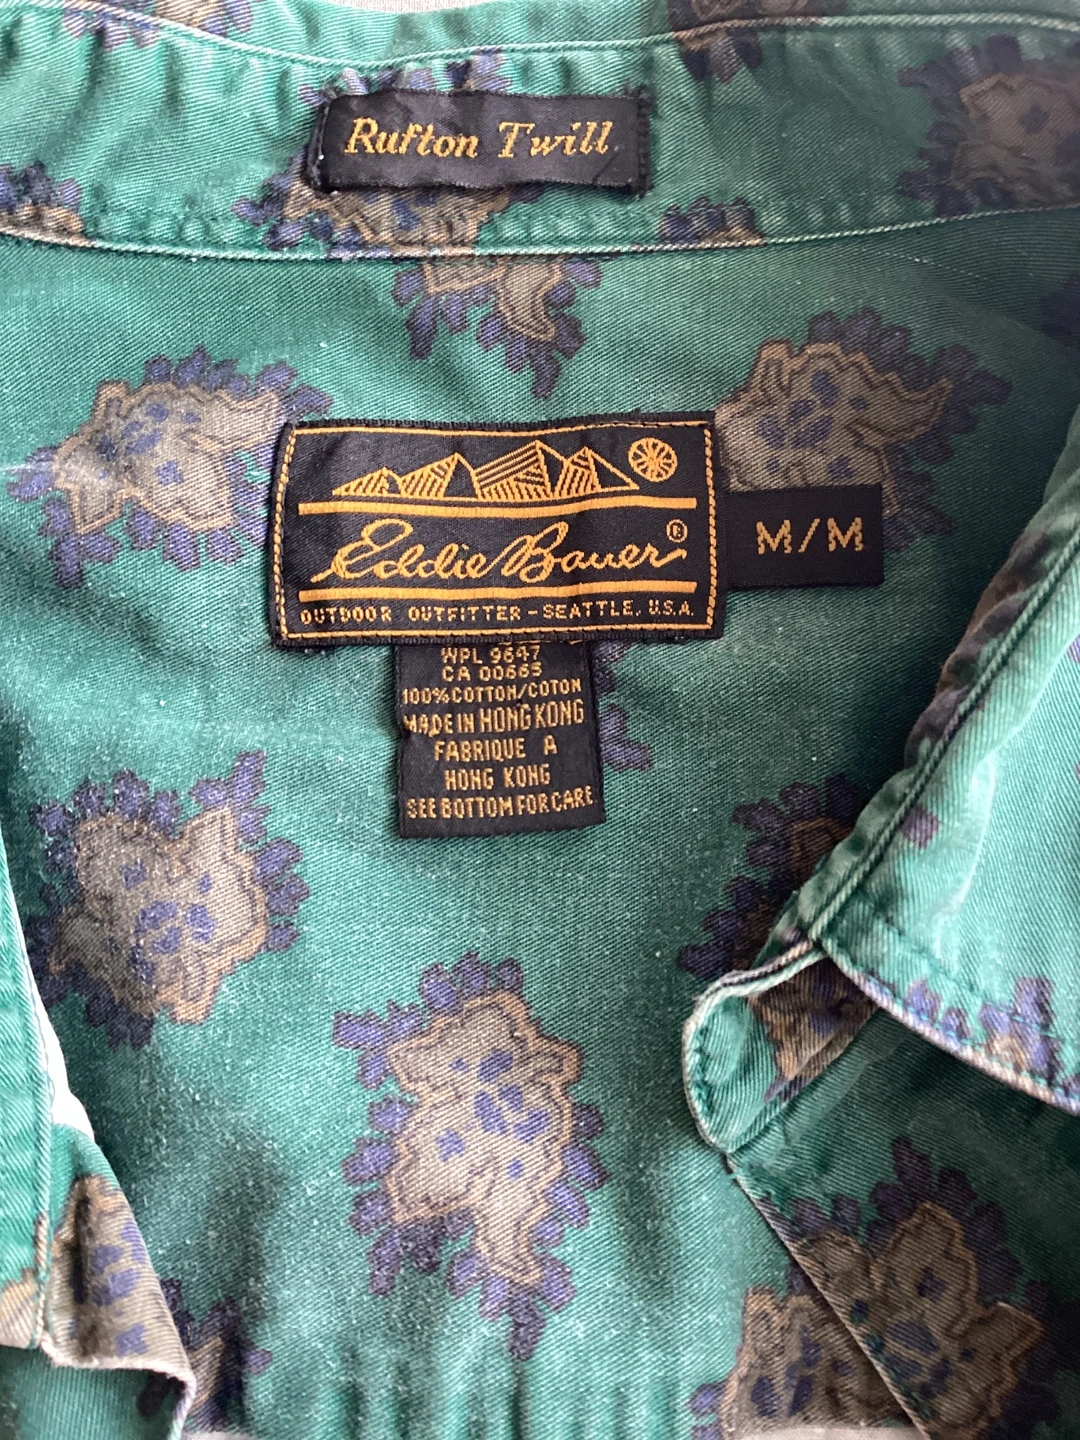 Rufton Twill
Eddie Bauer®
M/M
OUTDOOR OUTFITTER - SEATTLE, U.S.A.
WPL 9647
CA 00665
100% COTTON/COTON
MADE IN HONG KONG
FABRIQUE A
HONG KONG
SEE BOTTOM FOR CARE